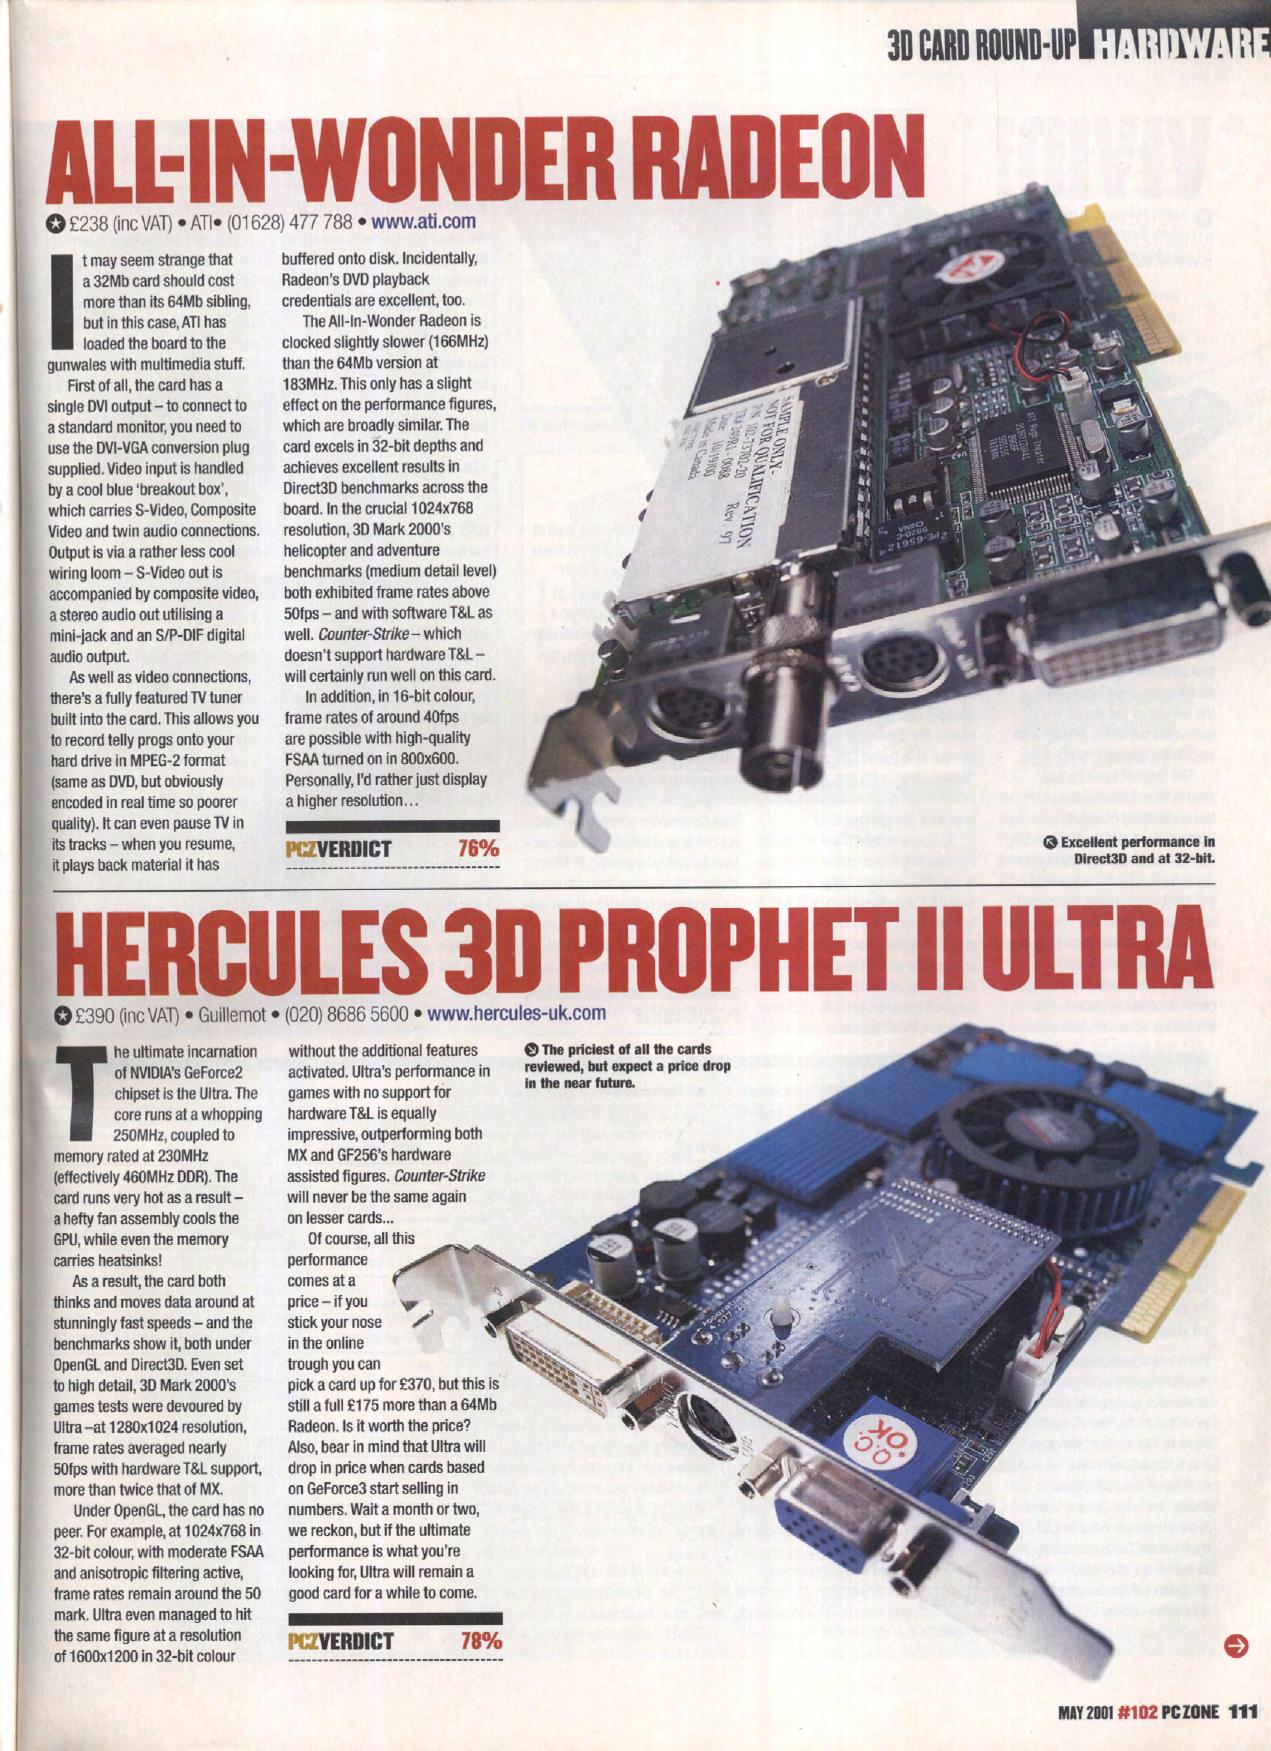 3D CARD ROUND-UP HARDWARE
ALL-IN-WONDER RADEON
£238 (inc VAT) • ATI• (01628) 477 788 • www.ati.com
It may seem strange that
a 32Mb card should cost
more than its 64Mb sibling,
but in this case, ATI has
loaded the board to the
gunwales with multimedia stuff.
First of all, the card has a
single DVI output – to connect to
a standard monitor, you need to
use the DVI-VGA conversion plug
supplied. Video input is handled
by a cool blue 'breakout box',
which carries S-Video, Composite
Video and twin audio connections.
Output is via a rather less cool
wiring loom – S-Video out is
accompanied by composite video,
a stereo audio out utilising a
mini-jack and an S/P-DIF digital
audio output.
As well as video connections,
there's a fully featured TV tuner
built into the card. This allows you
to record telly progs onto your
hard drive in MPEG-2 format
(same as DVD, but obviously
encoded in real time so poorer
quality). It can even pause TV in
its tracks – when you resume,
it plays back material it has
buffered onto disk. Incidentally,
Radeon's DVD playback
credentials are excellent, too.
The All-In-Wonder Radeon is
clocked slightly slower (166MHz)
than the 64Mb version at
183MHz. This only has a slight
effect on the performance figures,
which are broadly similar. The
card excels in 32-bit depths and
achieves excellent results in
Direct3D benchmarks across the
board. In the crucial 1024x768
resolution, 3D Mark 2000's
helicopter and adventure
benchmarks (medium detail level)
both exhibited frame rates above
50fps – and with software T&L as
well. Counter-Strike – which
doesn't support hardware T&L –
will certainly run well on this card.
In addition, in 16-bit colour,
frame rates of around 40fps
are possible with high-quality
FSAA turned on in 800x600.
Personally, I'd rather just display
a higher resolution...
PCZVERDICT 76%
SAMPLE ONLY-
NOT FOR QUALIFICATION
P/N 102-73702-20 Rev. 97
Date: 10/19/00
Made in Canada
Excellent performance in
Direct3D and at 32-bit.
HERCULES 3D PROPHET II ULTRA
£390 (inc VAT) • Guillemot • (020) 8686 5600 • www.hercules-uk.com
The ultimate incarnation
of NVIDIA's GeForce2
chipset is the Ultra. The
core runs at a whopping
250MHz, coupled to
memory rated at 230MHz
(effectively 460MHz DDR). The
card runs very hot as a result –
a hefty fan assembly cools the
GPU, while even the memory
carries heatsinks!
As a result, the card both
thinks and moves data around at
stunningly fast speeds – and the
benchmarks show it, both under
OpenGL and Direct3D. Even set
to high detail, 3D Mark 2000's
games tests were devoured by
Ultra –at 1280x1024 resolution,
frame rates averaged nearly
50fps with hardware T&L support,
more than twice that of MX.
Under OpenGL, the card has no
peer. For example, at 1024x768 in
32-bit colour, with moderate FSAA
and anisotropic filtering active,
frame rates remain around the 50
mark. Ultra even managed to hit
the same figure at a resolution
of 1600x1200 in 32-bit colour
without the additional features
activated. Ultra's performance in
games with no support for
hardware T&L is equally
impressive, outperforming both
MX and GF256's hardware
assisted figures. Counter-Strike
will never be the same again
on lesser cards...
Of course, all this
performance
comes at a
price – if you
stick your nose
in the online
trough you can
pick a card up for £370, but this is
still a full £175 more than a 64Mb
Radeon. Is it worth the price?
Also, bear in mind that Ultra will
drop in price when cards based
on GeForce3 start selling in
numbers. Wait a month or two,
we reckon, but if the ultimate
performance is what you're
looking for, Ultra will remain a
good card for a while to come.
PCZVERDICT 78%
The priciest of all the cards
reviewed, but expect a price drop
in the near future.
Q.C.
OK
MAY 2001 #102 PC ZONE 111